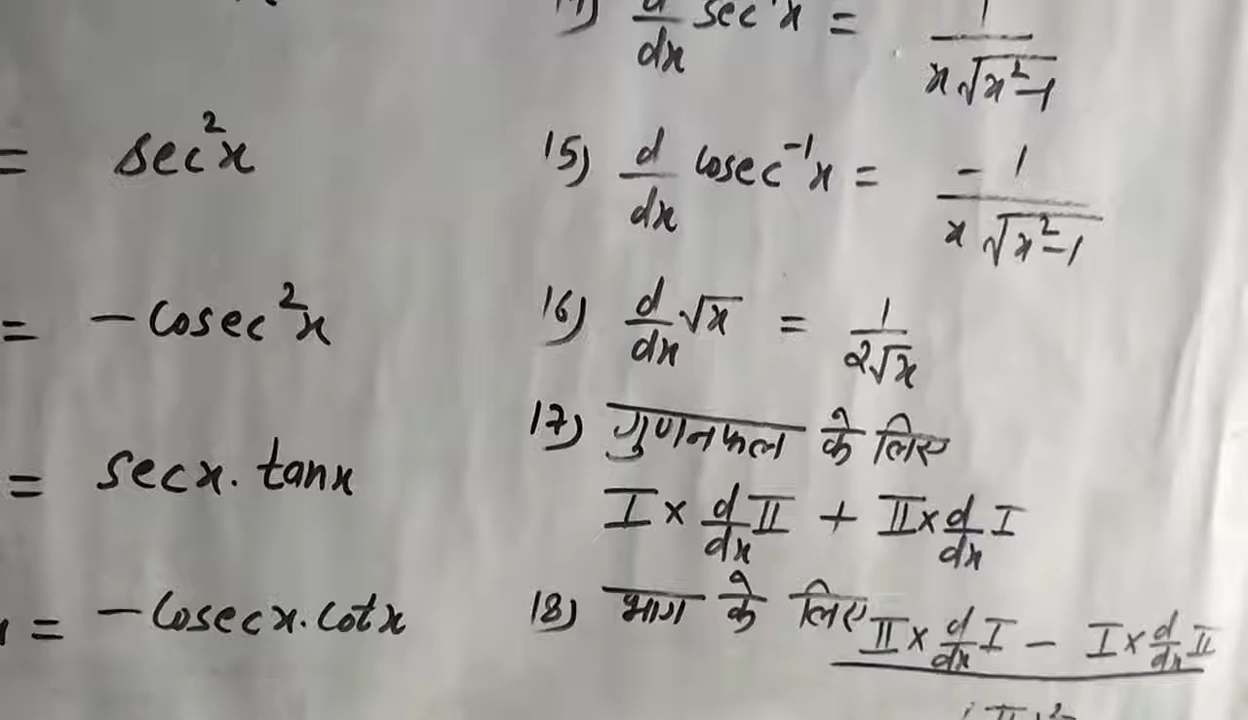 = sec²x
= -cosec²x
= secx. tanx
= -cosecx.cotx
d/dx sec⁻¹x = 1/(x√(x²-1))
15) d/dx cosec⁻¹x = -1/(x√(x²-1))
16) d/dx √x = 1/(2√x)
17) गुणनफल के लिए
I × d/dx II + II × d/dx I
18) भाग के लिए
II × d/dx I - I × d/dx II